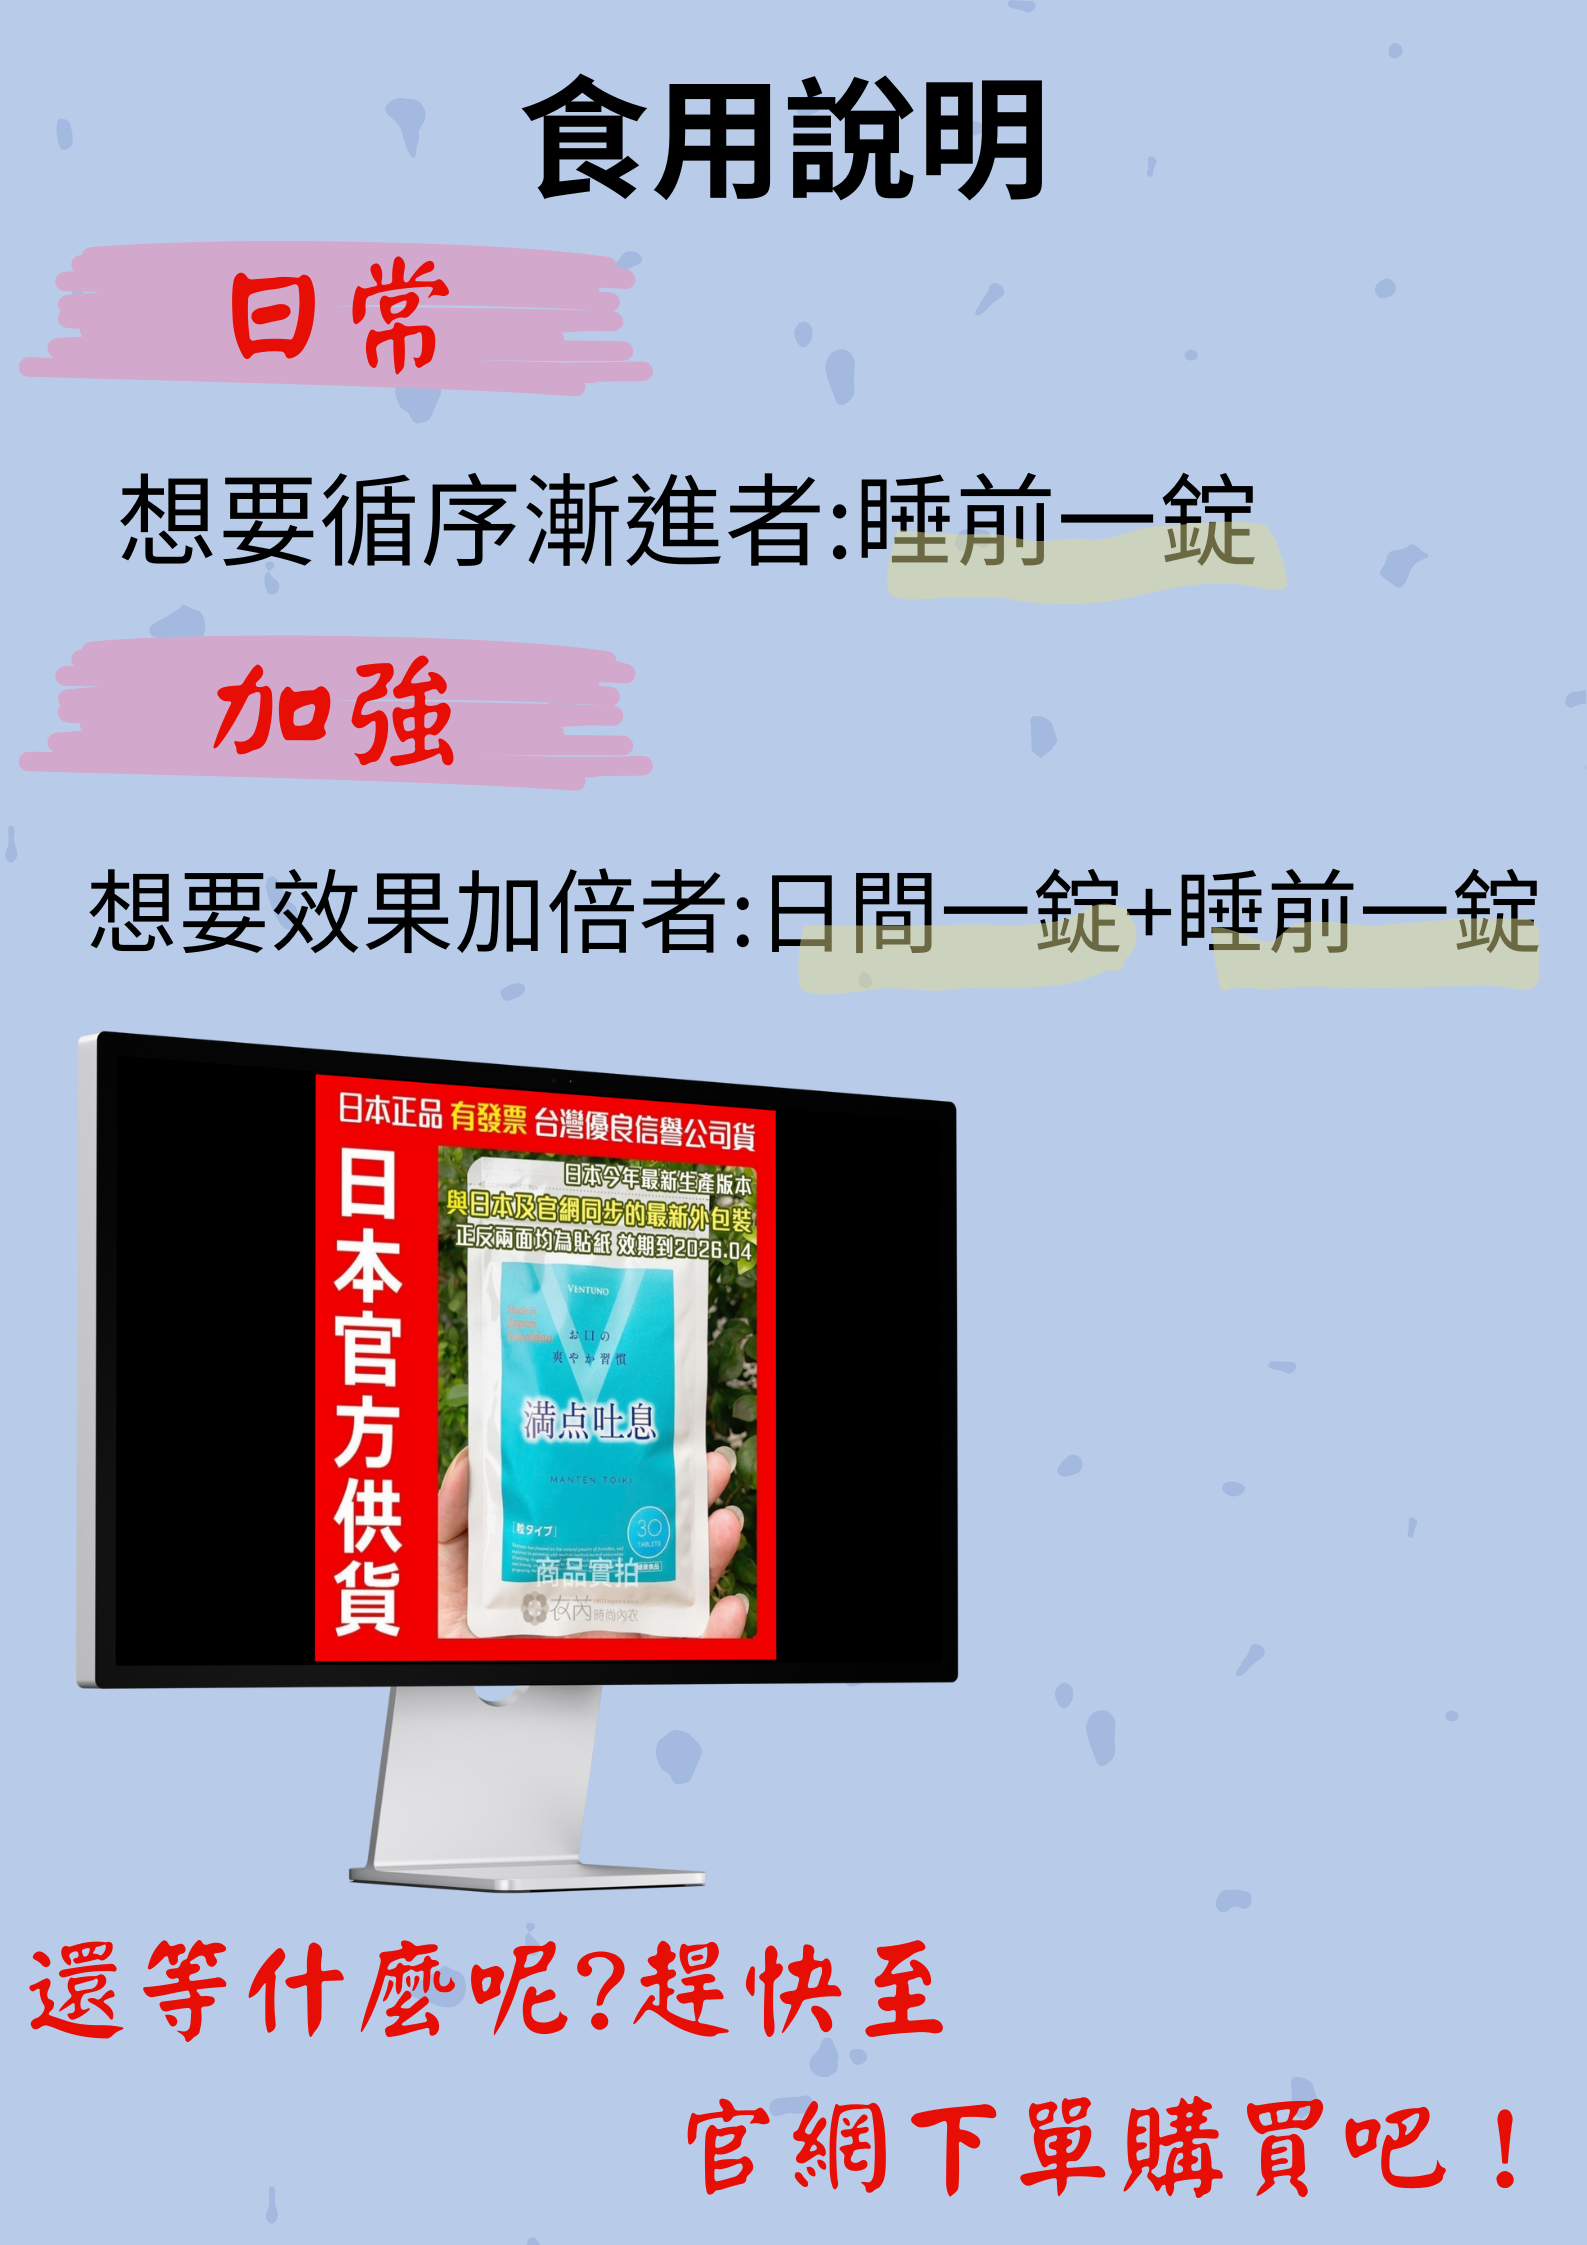 食用說明
日常
想要循序漸進者:睡前一錠
加強
想要效果加倍者:日間一錠+睡前一錠
日本正品 有發票 台灣優良信譽公司貨
日本官方供貨
日本今年最新生產版本
與日本及官網同步的最新外包裝
正反兩面均為貼紙 效期到2026.04
VENTUNO
お口の
爽やか習慣
満点吐息
MANTEN TOIKI
[粒タイプ]
30
TABLETS
商品實拍
衣芮時尚內衣
還等什麼呢?趕快至
官網下單購買吧！